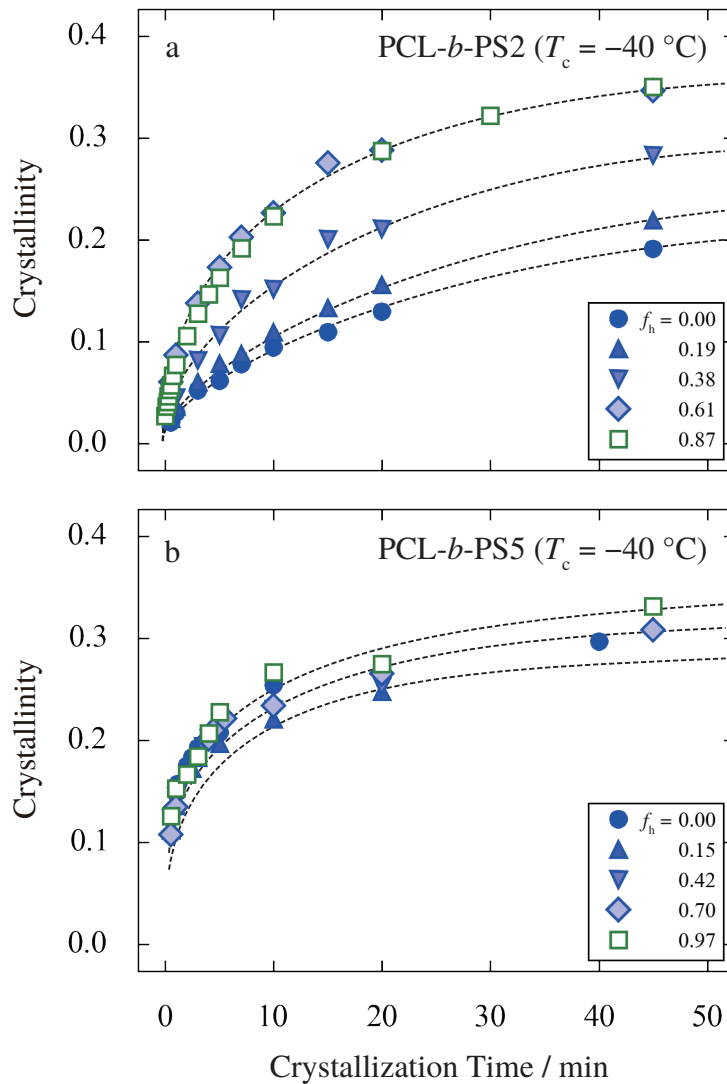 a
PCL-b-PS2 (Tc = −40 °C)
0.4
0.3
0.2
0.1
0.0
Crystallinity
fh = 0.00
0.19
0.38
0.61
0.87
b
PCL-b-PS5 (Tc = −40 °C)
0.4
0.3
0.2
0.1
0.0
Crystallinity
fh = 0.00
0.15
0.42
0.70
0.97
0 10 20 30 40 50
Crystallization Time / min